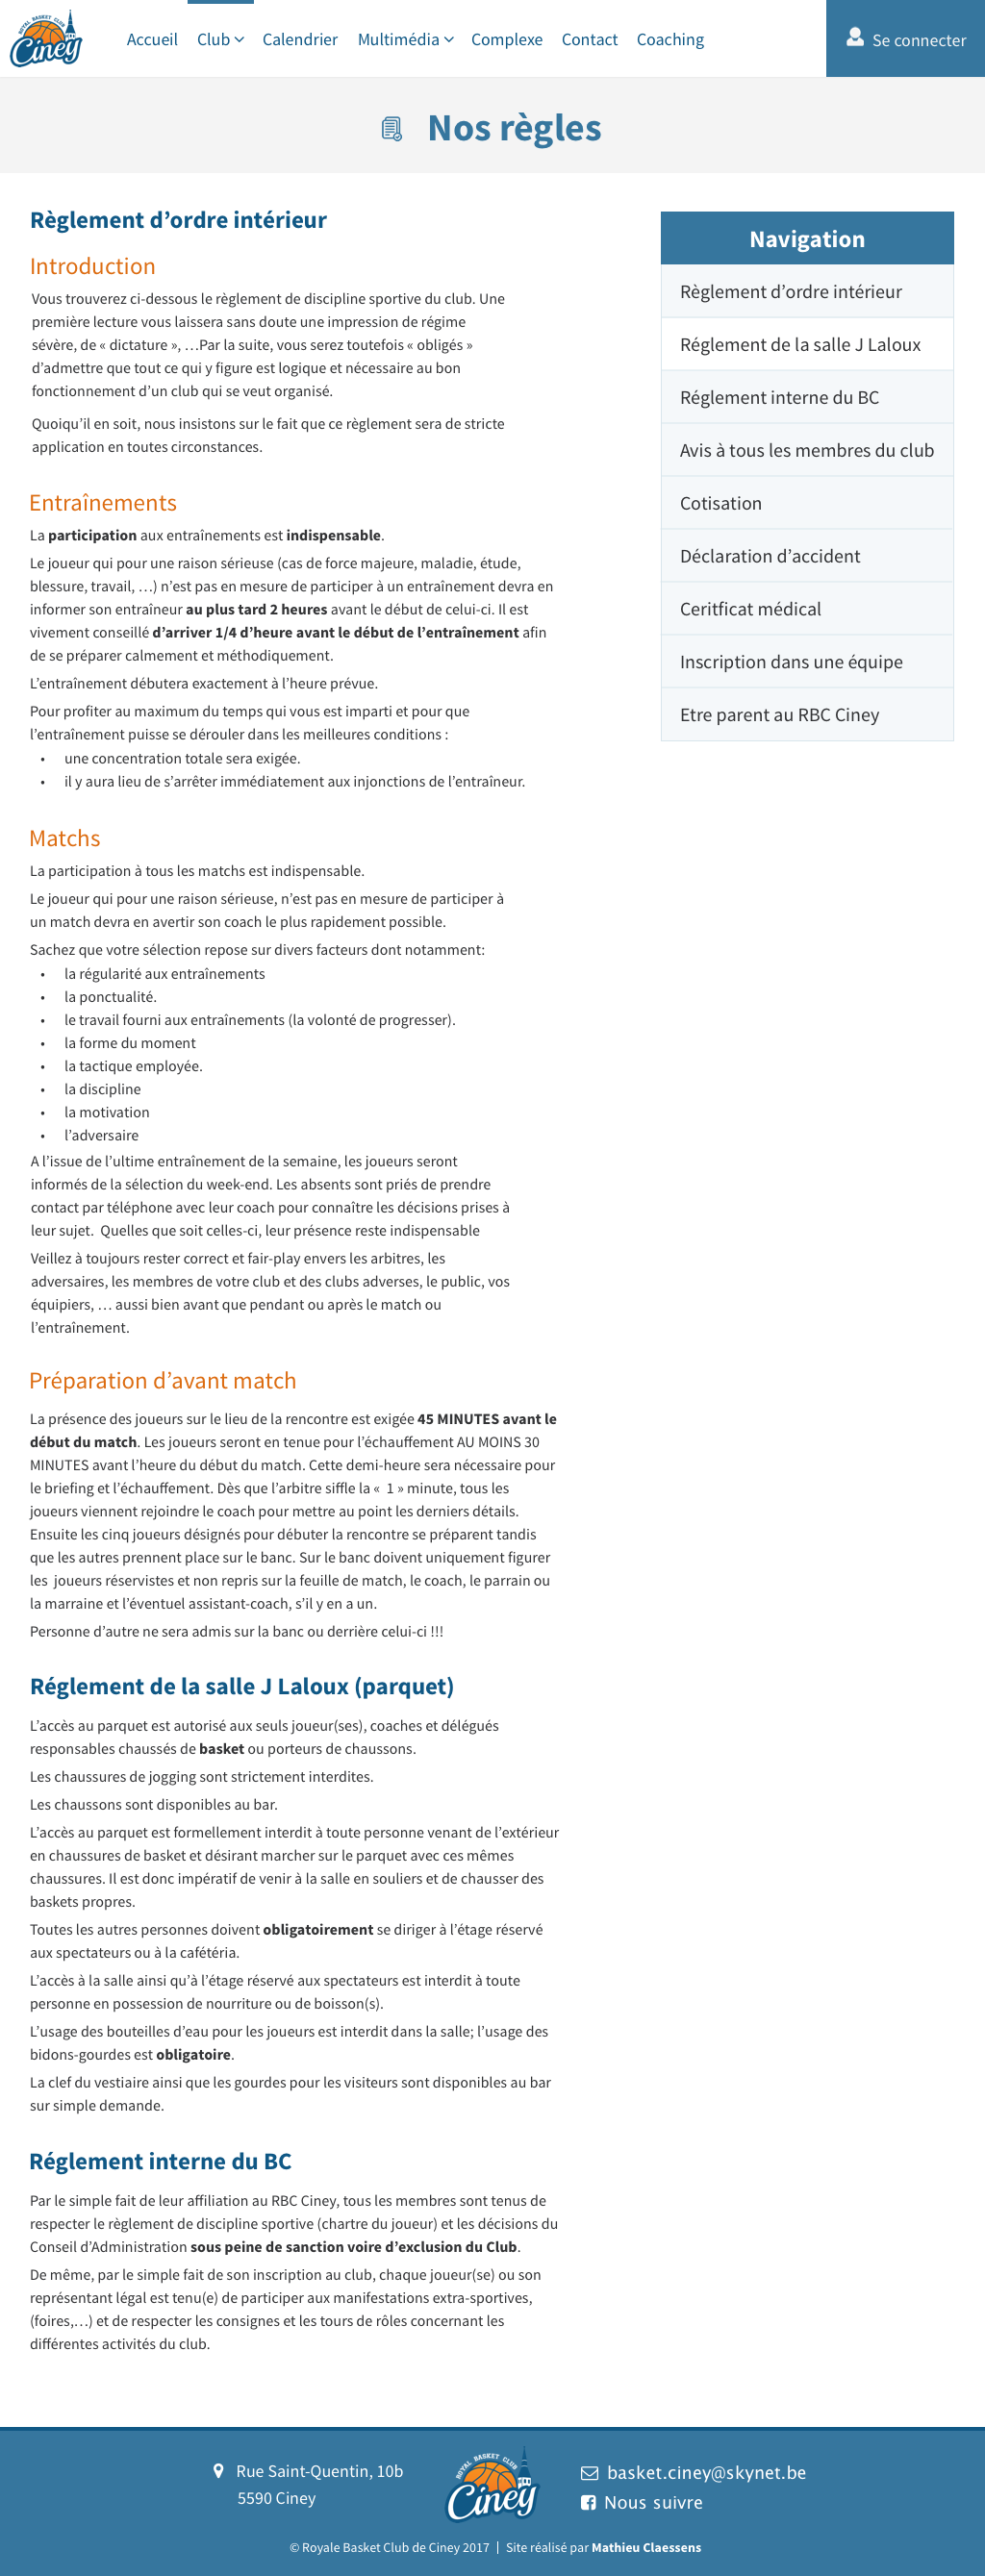 ROYAL BASKET CLUB
Ciney
Accueil Club Calendrier Multimédia Complexe Contact Coaching
Se connecter
Nos règles
Règlement d’ordre intérieur
Introduction
Vous trouverez ci-dessous le règlement de discipline sportive du club. Une
première lecture vous laissera sans doute une impression de régime
sévère, de « dictature », …Par la suite, vous serez toutefois « obligés »
d’admettre que tout ce qui y figure est logique et nécessaire au bon
fonctionnement d’un club qui se veut organisé.
Quoiqu’il en soit, nous insistons sur le fait que ce règlement sera de stricte
application en toutes circonstances.
Entraînements
La participation aux entraînements est indispensable.
Le joueur qui pour une raison sérieuse (cas de force majeure, maladie, étude,
blessure, travail, …) n’est pas en mesure de participer à un entraînement devra en
informer son entraîneur au plus tard 2 heures avant le début de celui-ci. Il est
vivement conseillé d’arriver 1/4 d’heure avant le début de l’entraînement afin
de se préparer calmement et méthodiquement.
L’entraînement débutera exactement à l’heure prévue.
Pour profiter au maximum du temps qui vous est imparti et pour que
l’entraînement puisse se dérouler dans les meilleures conditions :
• une concentration totale sera exigée.
• il y aura lieu de s’arrêter immédiatement aux injonctions de l’entraîneur.
Matchs
La participation à tous les matchs est indispensable.
Le joueur qui pour une raison sérieuse, n’est pas en mesure de participer à
un match devra en avertir son coach le plus rapidement possible.
Sachez que votre sélection repose sur divers facteurs dont notamment:
• la régularité aux entraînements
• la ponctualité.
• le travail fourni aux entraînements (la volonté de progresser).
• la forme du moment
• la tactique employée.
• la discipline
• la motivation
• l’adversaire
A l’issue de l’ultime entraînement de la semaine, les joueurs seront
informés de la sélection du week-end. Les absents sont priés de prendre
contact par téléphone avec leur coach pour connaître les décisions prises à
leur sujet.  Quelles que soit celles-ci, leur présence reste indispensable
Veillez à toujours rester correct et fair-play envers les arbitres, les
adversaires, les membres de votre club et des clubs adverses, le public, vos
équipiers, … aussi bien avant que pendant ou après le match ou
l’entraînement.
Préparation d’avant match
La présence des joueurs sur le lieu de la rencontre est exigée 45 MINUTES avant le
début du match. Les joueurs seront en tenue pour l’échauffement AU MOINS 30
MINUTES avant l’heure du début du match. Cette demi-heure sera nécessaire pour
le briefing et l’échauffement. Dès que l’arbitre siffle la «  1 » minute, tous les
joueurs viennent rejoindre le coach pour mettre au point les derniers détails.
Ensuite les cinq joueurs désignés pour débuter la rencontre se préparent tandis
que les autres prennent place sur le banc. Sur le banc doivent uniquement figurer
les  joueurs réservistes et non repris sur la feuille de match, le coach, le parrain ou
la marraine et l’éventuel assistant-coach, s’il y en a un.
Personne d’autre ne sera admis sur la banc ou derrière celui-ci !!!
Réglement de la salle J Laloux (parquet)
L’accès au parquet est autorisé aux seuls joueur(ses), coaches et délégués
responsables chaussés de basket ou porteurs de chaussons.
Les chaussures de jogging sont strictement interdites.
Les chaussons sont disponibles au bar.
L’accès au parquet est formellement interdit à toute personne venant de l’extérieur
en chaussures de basket et désirant marcher sur le parquet avec ces mêmes
chaussures. Il est donc impératif de venir à la salle en souliers et de chausser des
baskets propres.
Toutes les autres personnes doivent obligatoirement se diriger à l’étage réservé
aux spectateurs ou à la cafétéria.
L’accès à la salle ainsi qu’à l’étage réservé aux spectateurs est interdit à toute
personne en possession de nourriture ou de boisson(s).
L’usage des bouteilles d’eau pour les joueurs est interdit dans la salle; l’usage des
bidons-gourdes est obligatoire.
La clef du vestiaire ainsi que les gourdes pour les visiteurs sont disponibles au bar
sur simple demande.
Réglement interne du BC
Par le simple fait de leur affiliation au RBC Ciney, tous les membres sont tenus de
respecter le règlement de discipline sportive (chartre du joueur) et les décisions du
Conseil d’Administration sous peine de sanction voire d’exclusion du Club.
De même, par le simple fait de son inscription au club, chaque joueur(se) ou son
représentant légal est tenu(e) de participer aux manifestations extra-sportives,
(foires,…) et de respecter les consignes et les tours de rôles concernant les
différentes activités du club.
Navigation
Règlement d’ordre intérieur
Réglement de la salle J Laloux
Réglement interne du BC
Avis à tous les membres du club
Cotisation
Déclaration d’accident
Ceritficat médical
Inscription dans une équipe
Etre parent au RBC Ciney
Rue Saint-Quentin, 10b
5590 Ciney
ROYAL BASKET CLUB
Ciney
basket.ciney@skynet.be
Nous suivre
© Royale Basket Club de Ciney 2017 | Site réalisé par Mathieu Claessens